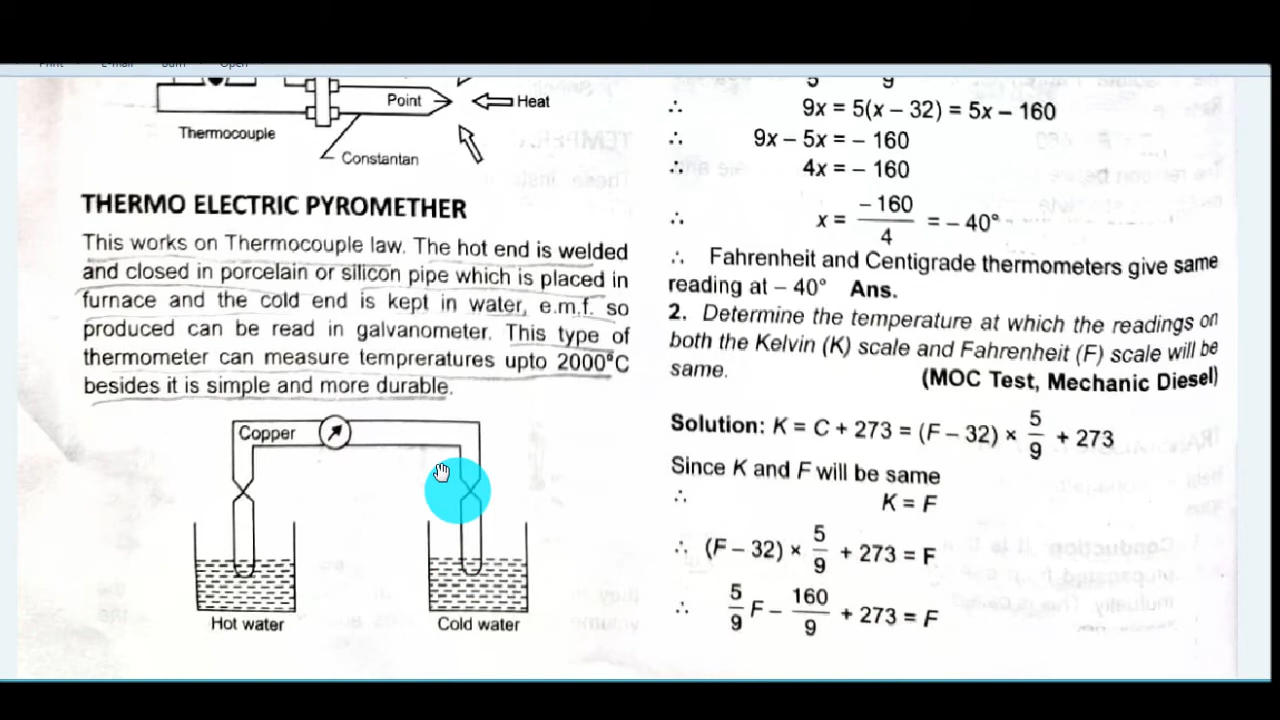 Point
Heat
Thermocouple
Constantan
THERMO ELECTRIC PYROMETHER
This works on Thermocouple law. The hot end is welded
and closed in porcelain or silicon pipe which is placed in
furnace and the cold end is kept in water, e.m.f. so
produced can be read in galvanometer. This type of
thermometer can measure tempreratures upto 2000°C
besides it is simple and more durable.
Copper
Hot water
Cold water
5 9
∴ 9x = 5(x – 32) = 5x – 160
∴ 9x – 5x = – 160
∴ 4x = – 160
∴ x = –160/4 = – 40°
∴ Fahrenheit and Centigrade thermometers give same
reading at – 40° Ans.
2. Determine the temperature at which the readings on
both the Kelvin (K) scale and Fahrenheit (F) scale will be
same.
(MOC Test, Mechanic Diesel)
Solution: K = C + 273 = (F – 32) × 5/9 + 273
Since K and F will be same
∴ K = F
∴ (F – 32) × 5/9 + 273 = F
∴ 5/9 F – 160/9 + 273 = F